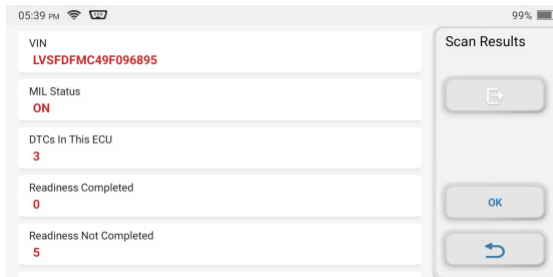 05:39 PM
99%
VIN
LVSFDFMC49F096895
MIL Status
ON
DTCs In This ECU
3
Readiness Completed
0
Readiness Not Completed
5
Scan Results
OK